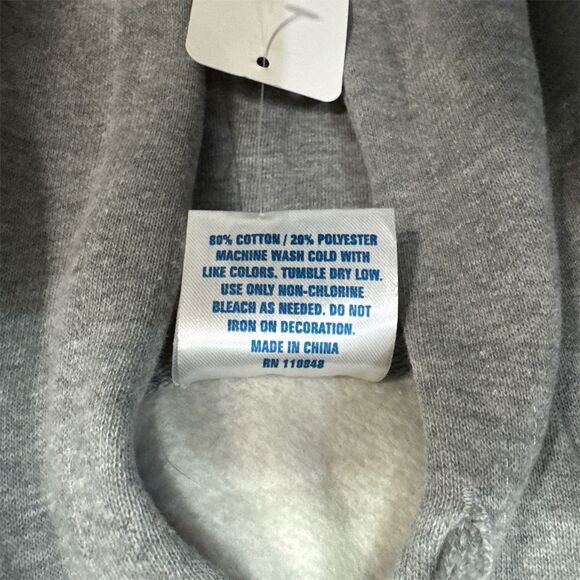 80% COTTON / 20% POLYESTER
MACHINE WASH COLD WITH
LIKE COLORS. TUMBLE DRY LOW.
USE ONLY NON-CHLORINE
BLEACH AS NEEDED. DO NOT
IRON ON DECORATION.
MADE IN CHINA
RN 110848